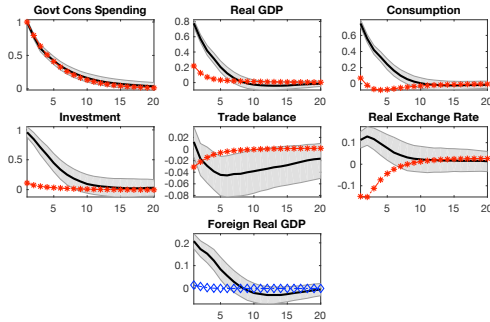 Govt Cons Spending
1
0.5
0
5 10 15 20
Real GDP
0.8
0.6
0.4
0.2
0
5 10 15 20
Consumption
0.6
0.4
0.2
0
5 10 15 20
Investment
0.5
0
5 10 15 20
Trade balance
0.02
0
-0.02
-0.04
-0.06
-0.08
5 10 15 20
Real Exchange Rate
0.1
0
-0.1
5 10 15 20
Foreign Real GDP
0.2
0.1
0
5 10 15 20